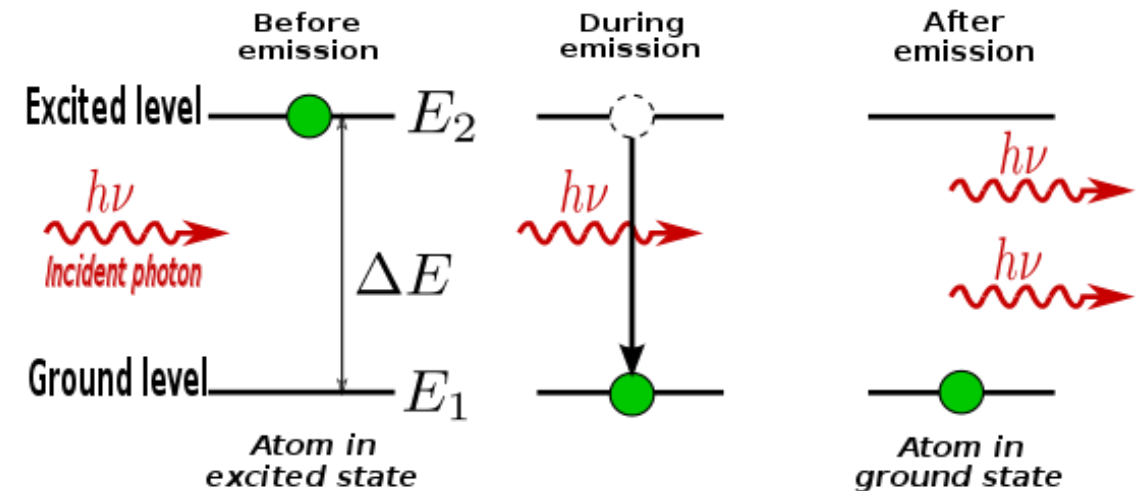 Before
emission
During
emission
After
emission
Excited level
E₂
hν
Incident photon
hν
hν
hν
ΔE
Ground level
E₁
Atom in
excited state
Atom in
ground state